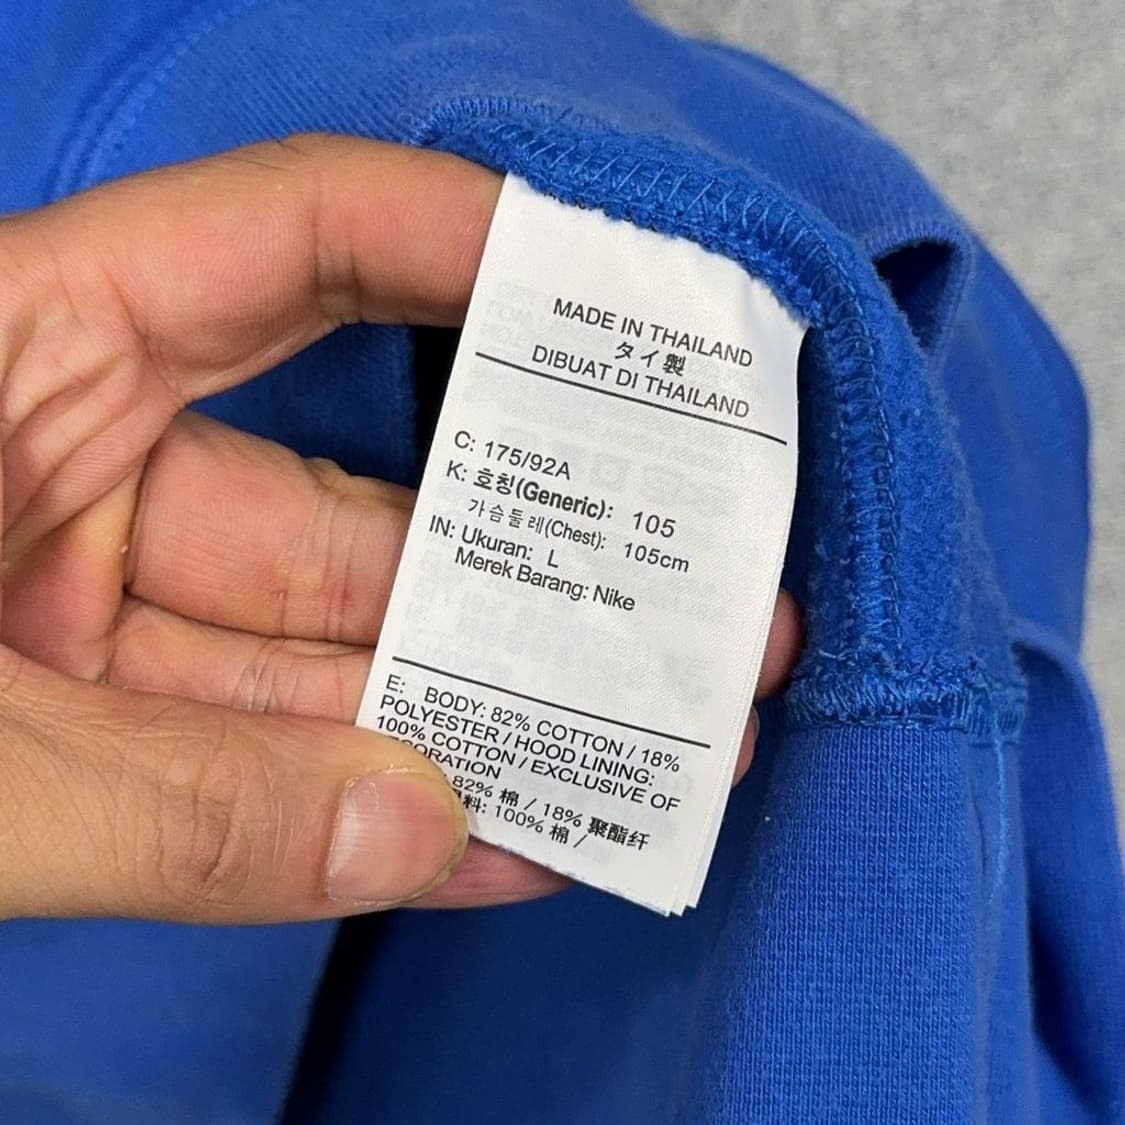 MADE IN THAILAND
タイ製
DIBUAT DI THAILAND
C: 175/92A
K: 호칭(Generic): 105
가슴둘레(Chest): 105cm
IN: Ukuran: L
Merek Barang: Nike
E: BODY: 82% COTTON / 18%
POLYESTER / HOOD LINING:
100% COTTON / EXCLUSIVE OF
82% 棉 / 18% 聚酯纤
料: 100% 棉 /